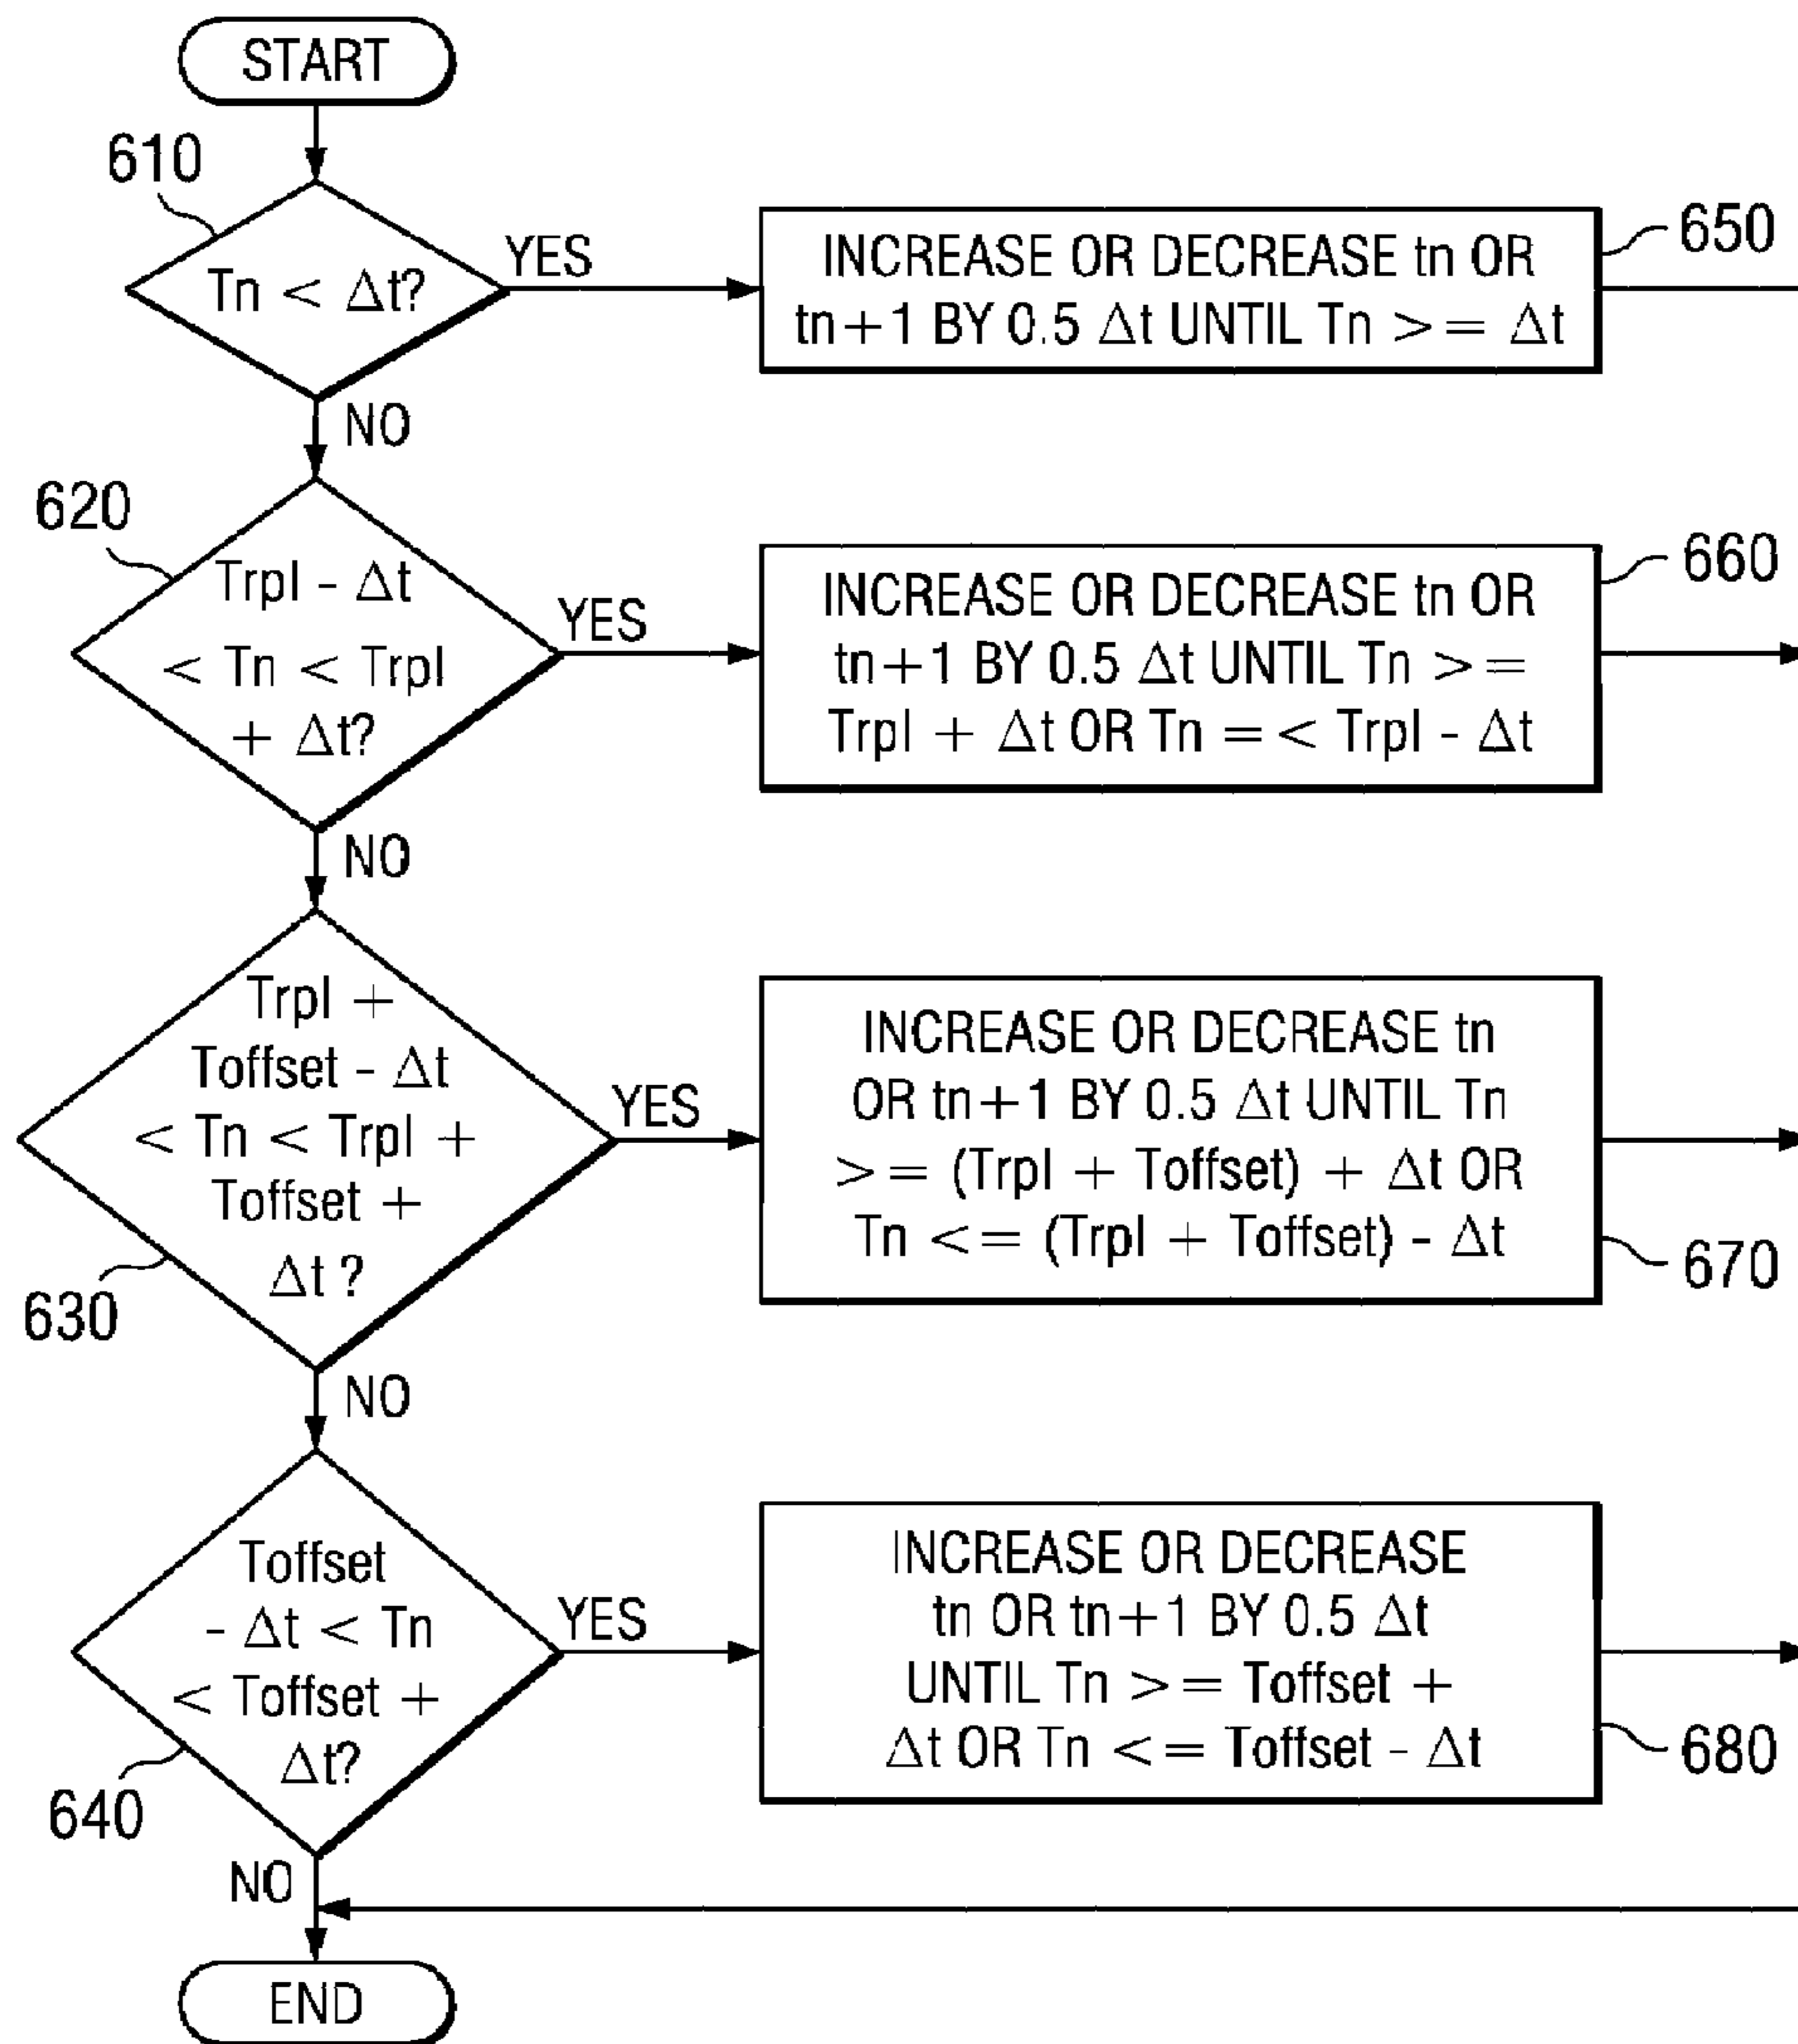 START
610
Tn < Δt?
YES
INCREASE OR DECREASE tn OR
tn+1 BY 0.5 Δt UNTIL Tn >= Δt
650
NO
620
Trpl - Δt
< Tn < Trpl
+ Δt?
YES
INCREASE OR DECREASE tn OR
tn+1 BY 0.5 Δt UNTIL Tn >=
Trpl + Δt OR Tn =< Trpl - Δt
660
NO
Trpl +
Toffset - Δt
< Tn < Trpl +
Toffset +
Δt ?
630
YES
INCREASE OR DECREASE tn
OR tn+1 BY 0.5 Δt UNTIL Tn
>= (Trpl + Toffset) + Δt OR
Tn <= (Trpl + Toffset) - Δt
670
NO
Toffset
- Δt < Tn
< Toffset +
Δt?
640
YES
INCREASE OR DECREASE
tn OR tn+1 BY 0.5 Δt
UNTIL Tn >= Toffset +
Δt OR Tn <= Toffset - Δt
680
NO
END